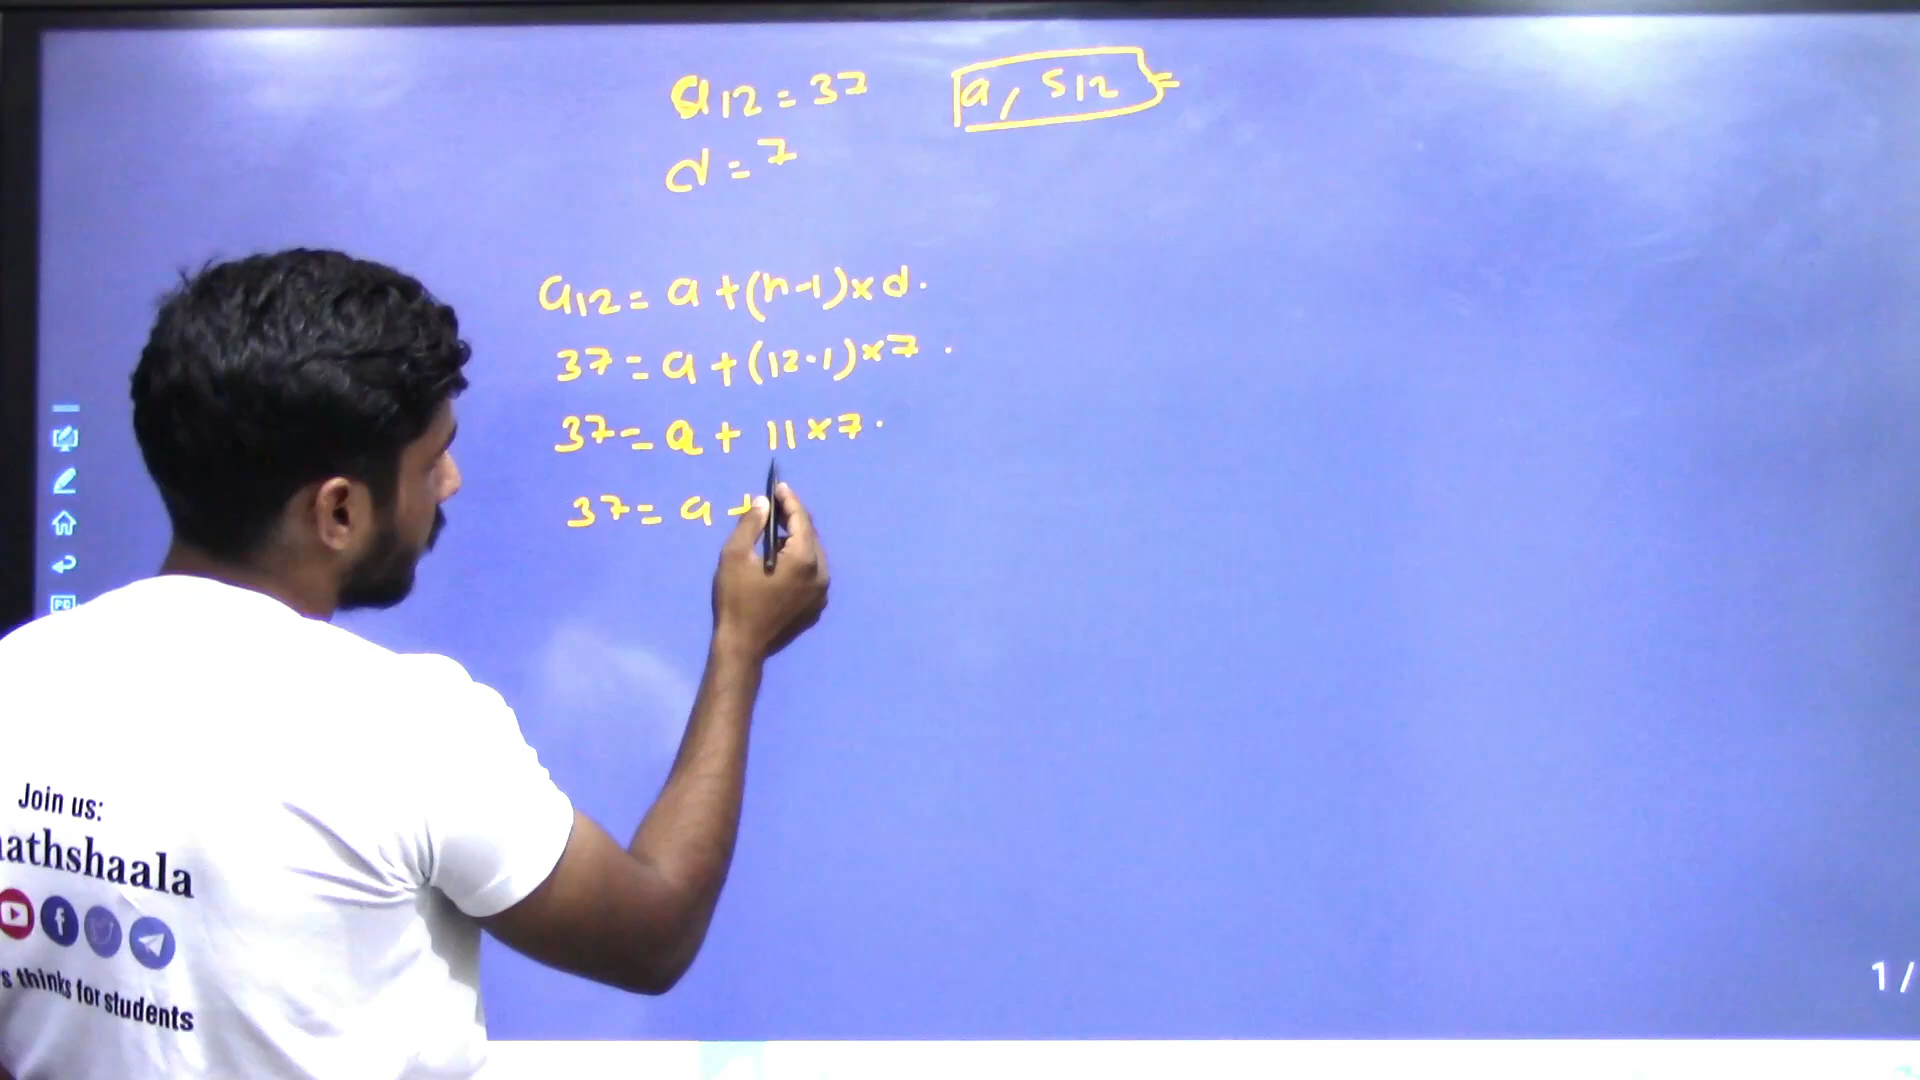 a12 = 37
a, S12 =
d = 7
a12 = a + (n-1) x d.
37 = a + (12-1) x 7.
37 = a + 11 x 7.
37 = a +
Join us:
athshaala
s thinks for students
1 /